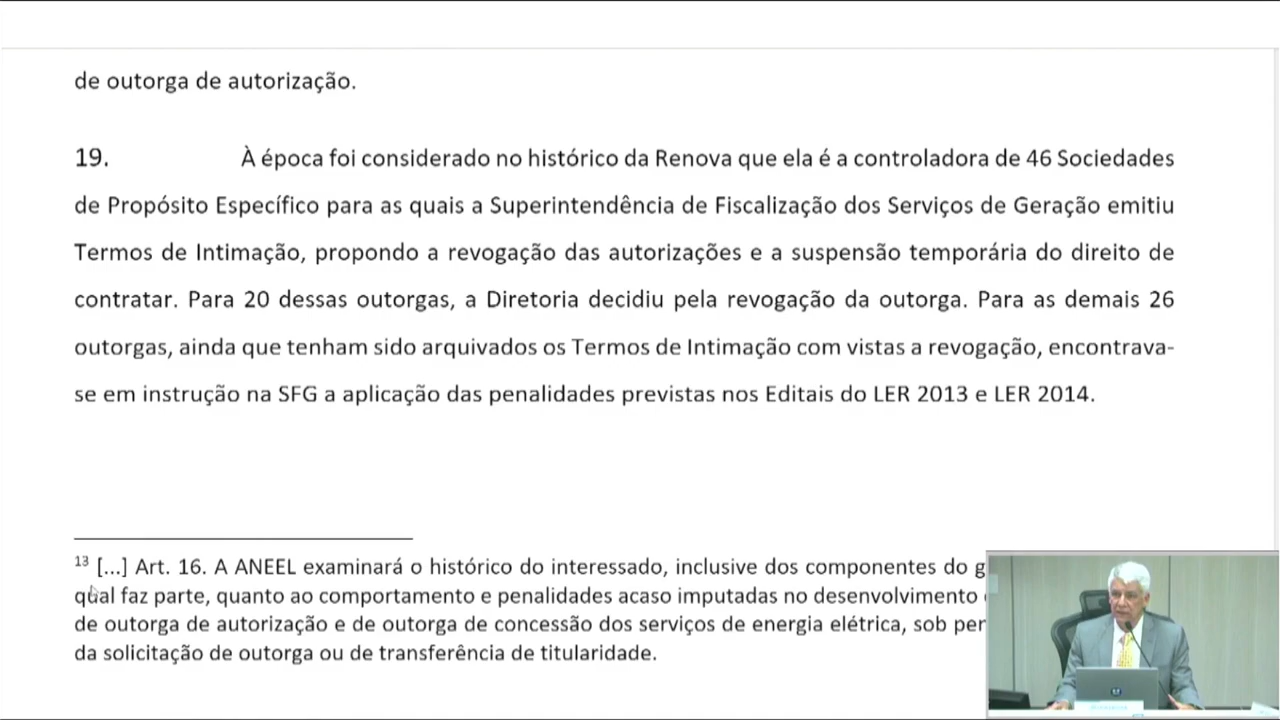 de outorga de autorização.
19. À época foi considerado no histórico da Renova que ela é a controladora de 46 Sociedades
de Propósito Específico para as quais a Superintendência de Fiscalização dos Serviços de Geração emitiu
Termos de Intimação, propondo a revogação das autorizações e a suspensão temporária do direito de
contratar. Para 20 dessas outorgas, a Diretoria decidiu pela revogação da outorga. Para as demais 26
outorgas, ainda que tenham sido arquivados os Termos de Intimação com vistas a revogação, encontrava-
se em instrução na SFG a aplicação das penalidades previstas nos Editais do LER 2013 e LER 2014.
13 [...] Art. 16. A ANEEL examinará o histórico do interessado, inclusive dos componentes do g
qual faz parte, quanto ao comportamento e penalidades acaso imputadas no desenvolvimento
de outorga de autorização e de outorga de concessão dos serviços de energia elétrica, sob per
da solicitação de outorga ou de transferência de titularidade.